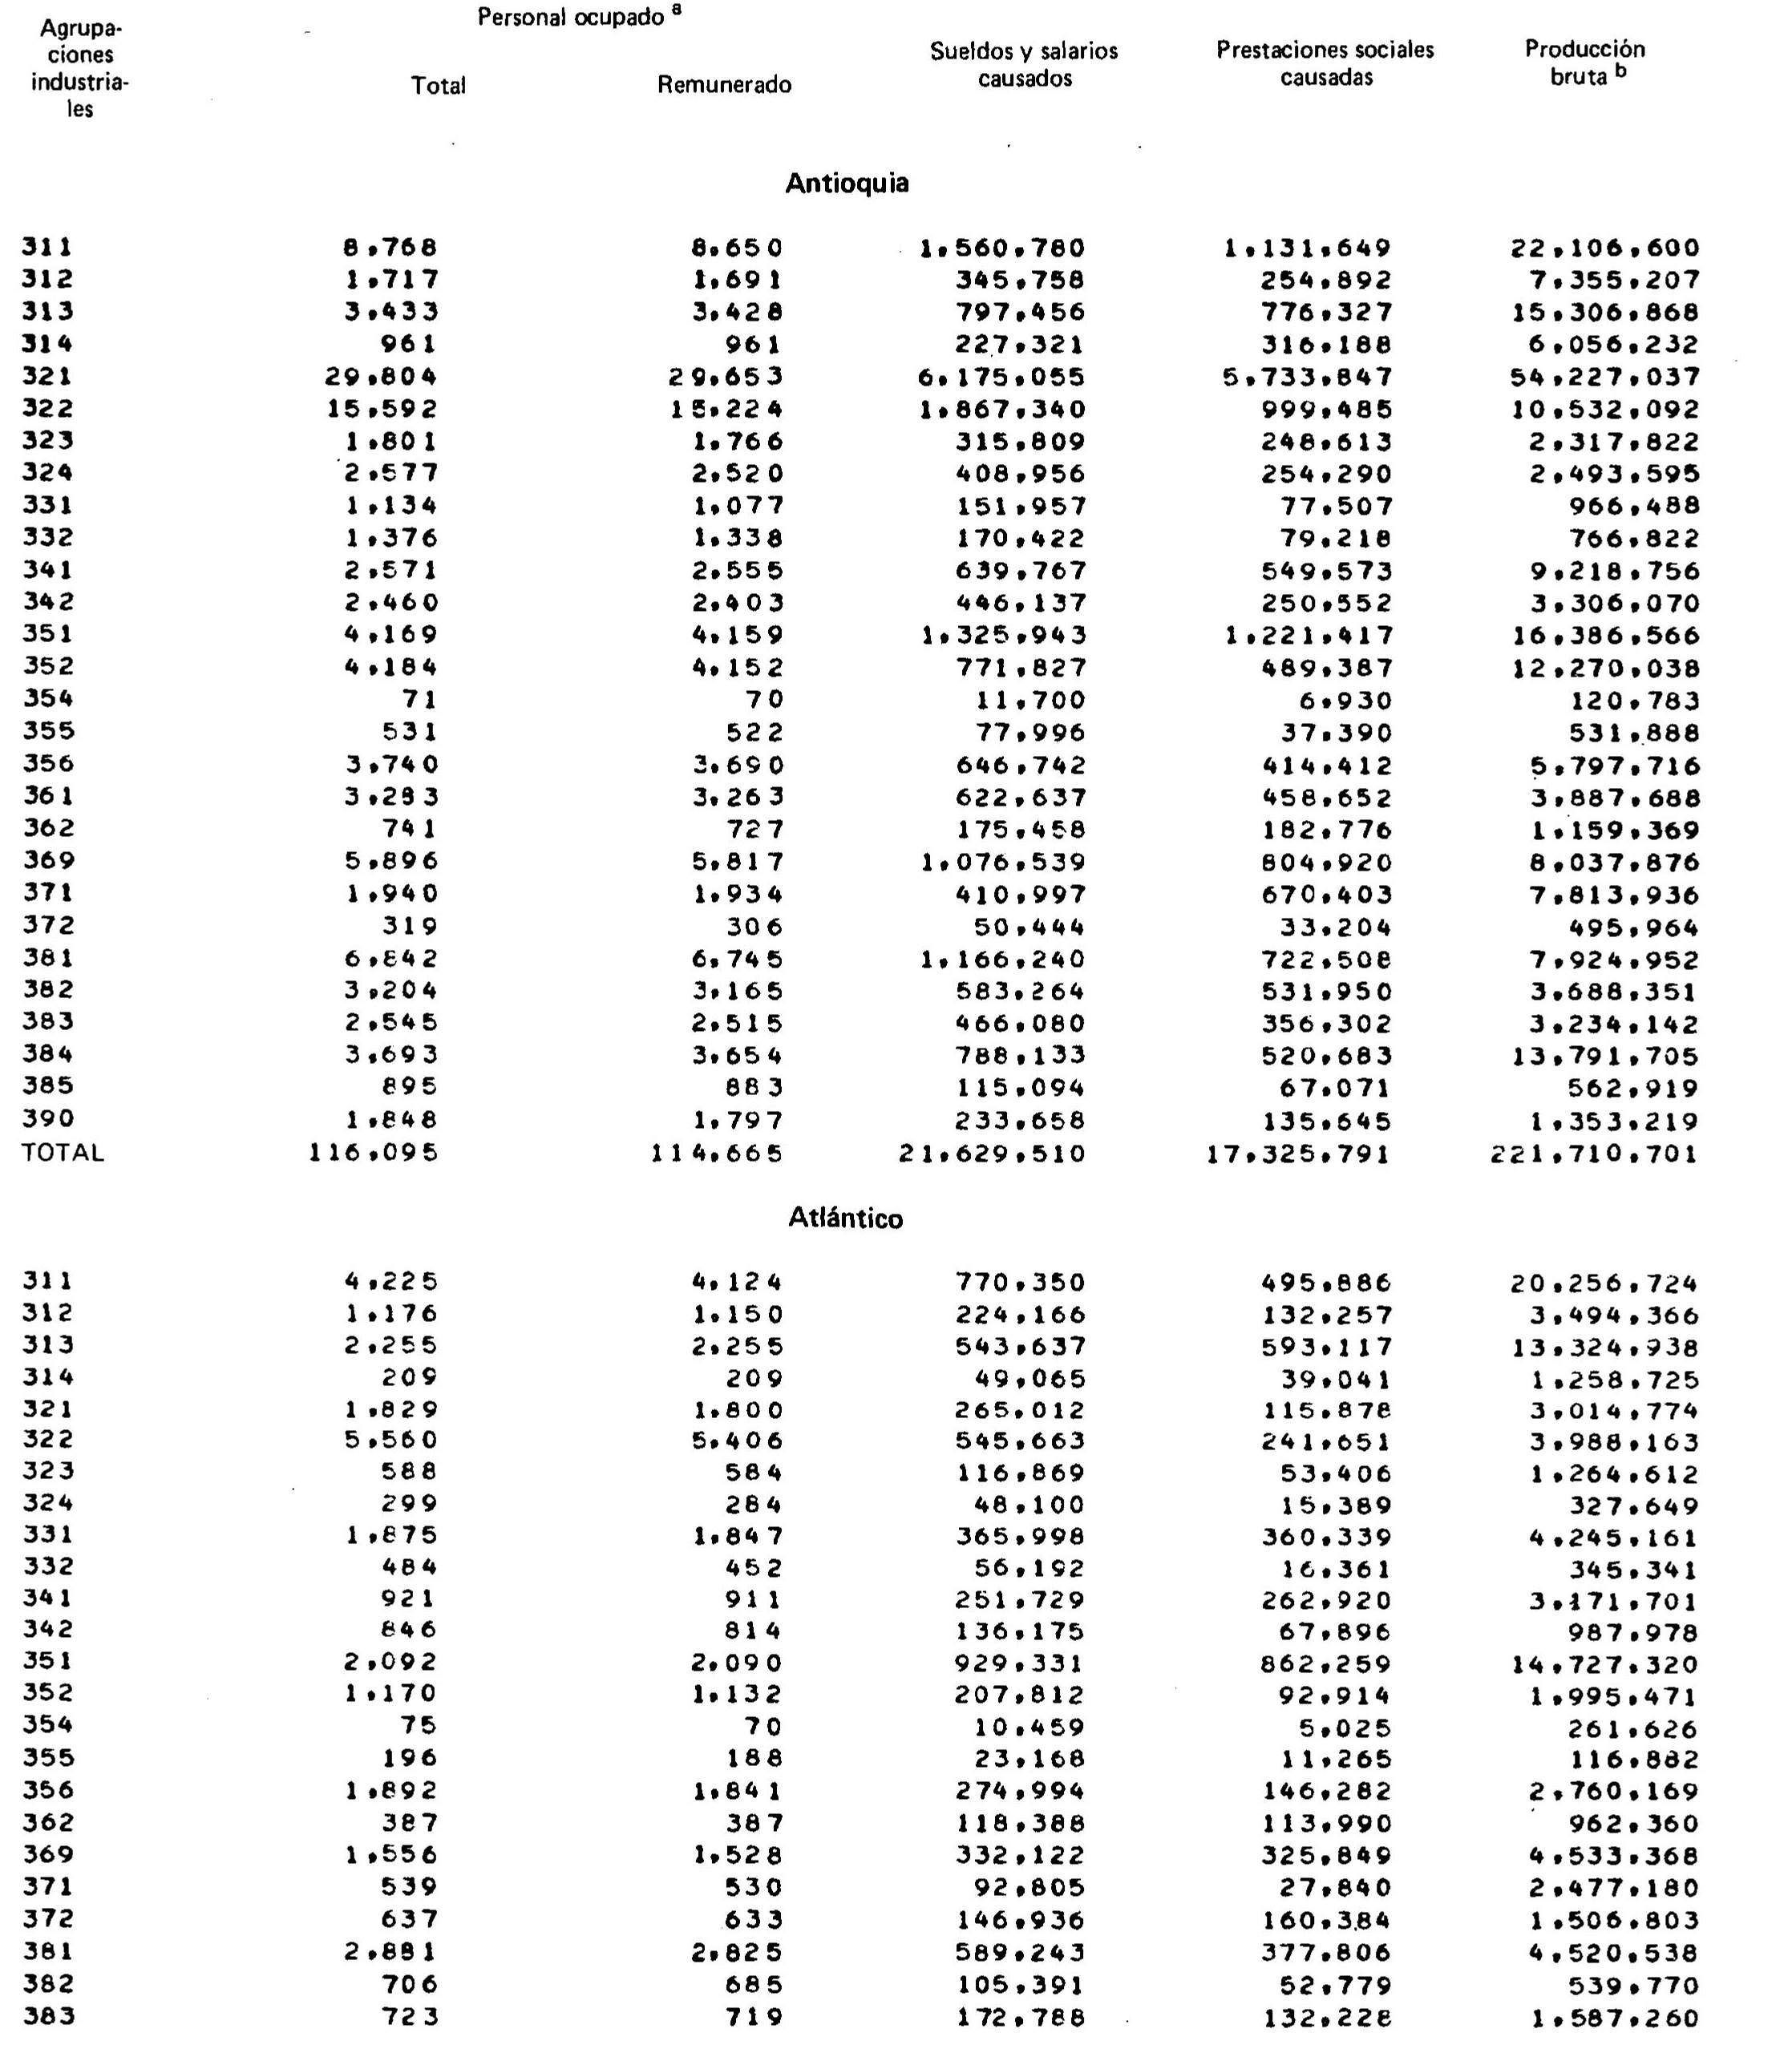 Agrupa-
ciones
industria-
les
Personal ocupado a
Total Remunerado
Sueldos y salarios
causados
Prestaciones sociales
causadas
Producción
bruta b
Antioquia
311 8.768 8.650 1.560.780 1.131.649 22.106.600
312 1.717 1.691 345.758 254.892 7.355.207
313 3.433 3.428 797.456 776.327 15.306.868
314 961 961 227.321 316.188 6.056.232
321 29.804 29.653 6.175.055 5.733.847 54.227.037
322 15.592 15.224 1.867.340 999.485 10.532.092
323 1.801 1.766 315.809 248.613 2.317.822
324 2.577 2.520 408.956 254.290 2.493.595
331 1.134 1.077 151.957 77.507 966.488
332 1.376 1.338 170.422 79.218 766.822
341 2.571 2.555 639.767 549.573 9.218.756
342 2.460 2.403 446.137 250.552 3.306.070
351 4.169 4.159 1.325.943 1.221.417 16.386.566
352 4.184 4.152 771.827 489.387 12.270.038
354 71 70 11.700 6.930 120.783
355 531 522 77.996 37.390 531.888
356 3.740 3.690 646.742 414.412 5.797.716
361 3.283 3.263 622.637 458.652 3.887.688
362 741 727 175.458 182.776 1.159.369
369 5.896 5.817 1.076.539 804.920 8.037.876
371 1.940 1.934 410.997 670.403 7.813.936
372 319 306 50.444 33.204 495.964
381 6.842 6.745 1.166.240 722.508 7.924.952
382 3.204 3.165 583.264 531.950 3.688.351
383 2.545 2.515 466.080 356.302 3.234.142
384 3.693 3.654 788.133 520.683 13.791.705
385 895 883 115.094 67.071 562.919
390 1.848 1.797 233.658 135.645 1.353.219
TOTAL 116.095 114.665 21.629.510 17.325.791 221.710.701
Atlántico
311 4.225 4.124 770.350 495.886 20.256.724
312 1.176 1.150 224.166 132.257 3.494.366
313 2.255 2.255 543.637 593.117 13.324.938
314 209 209 49.065 39.041 1.258.725
321 1.829 1.800 265.012 115.878 3.014.774
322 5.560 5.406 545.663 241.651 3.988.163
323 588 584 116.869 53.406 1.264.612
324 299 284 48.100 15.389 327.649
331 1.875 1.847 365.998 360.339 4.245.161
332 484 452 56.192 16.361 345.341
341 921 911 251.729 262.920 3.171.701
342 846 814 136.175 67.896 987.978
351 2.092 2.090 929.331 862.259 14.727.320
352 1.170 1.132 207.812 92.914 1.995.471
354 75 70 10.459 5.025 261.626
355 196 188 23.168 11.265 116.882
356 1.892 1.841 274.994 146.282 2.760.169
362 387 387 118.388 113.990 962.360
369 1.556 1.528 332.122 325.849 4.533.368
371 539 530 92.805 27.840 2.477.180
372 637 633 146.936 160.384 1.506.803
381 2.881 2.825 589.243 377.806 4.520.538
382 706 685 105.391 52.779 539.770
383 723 719 172.788 132.228 1.587.260